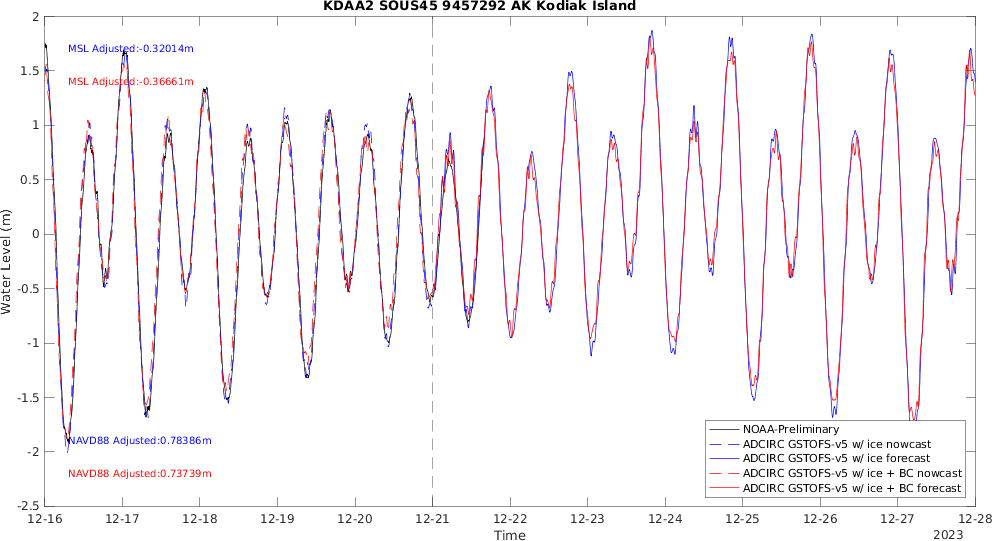 KDAA2 SOUS45 9457292 AK Kodiak Island
2
1.5
1
0.5
0
-0.5
-1
-1.5
-2
-2.5
Water Level (m)
MSL Adjusted:-0.32014m
MSL Adjusted:-0.36661m
NAVD88 Adjusted:0.78386m
NAVD88 Adjusted:0.73739m
NOAA-Preliminary
ADCIRC GSTOFS-v5 w/ ice nowcast
ADCIRC GSTOFS-v5 w/ ice forecast
ADCIRC GSTOFS-v5 w/ ice + BC nowcast
ADCIRC GSTOFS-v5 w/ ice + BC forecast
12-16 12-17 12-18 12-19 12-20 12-21 12-22 12-23 12-24 12-25 12-26 12-27 12-28
Time
2023